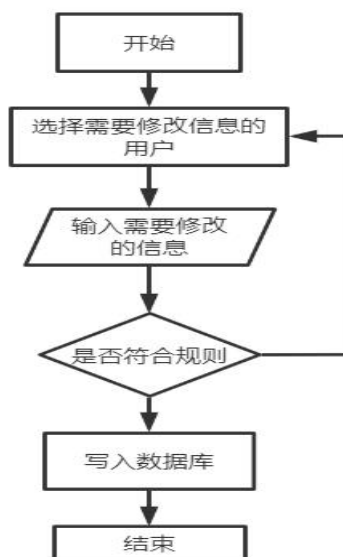 开始
选择需要修改信息的
用户
输入需要修改
的信息
是否符合规则
写入数据库
结束